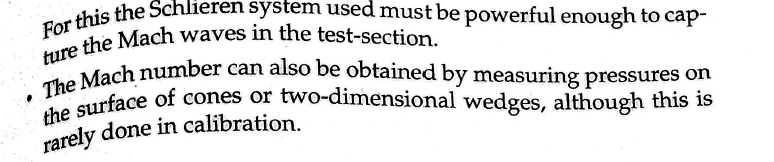 For this the Schlieren system used must be powerful enough to cap-
ture the Mach waves in the test-section.
• The Mach number can also be obtained by measuring pressures on
the surface of cones or two-dimensional wedges, although this is
rarely done in calibration.